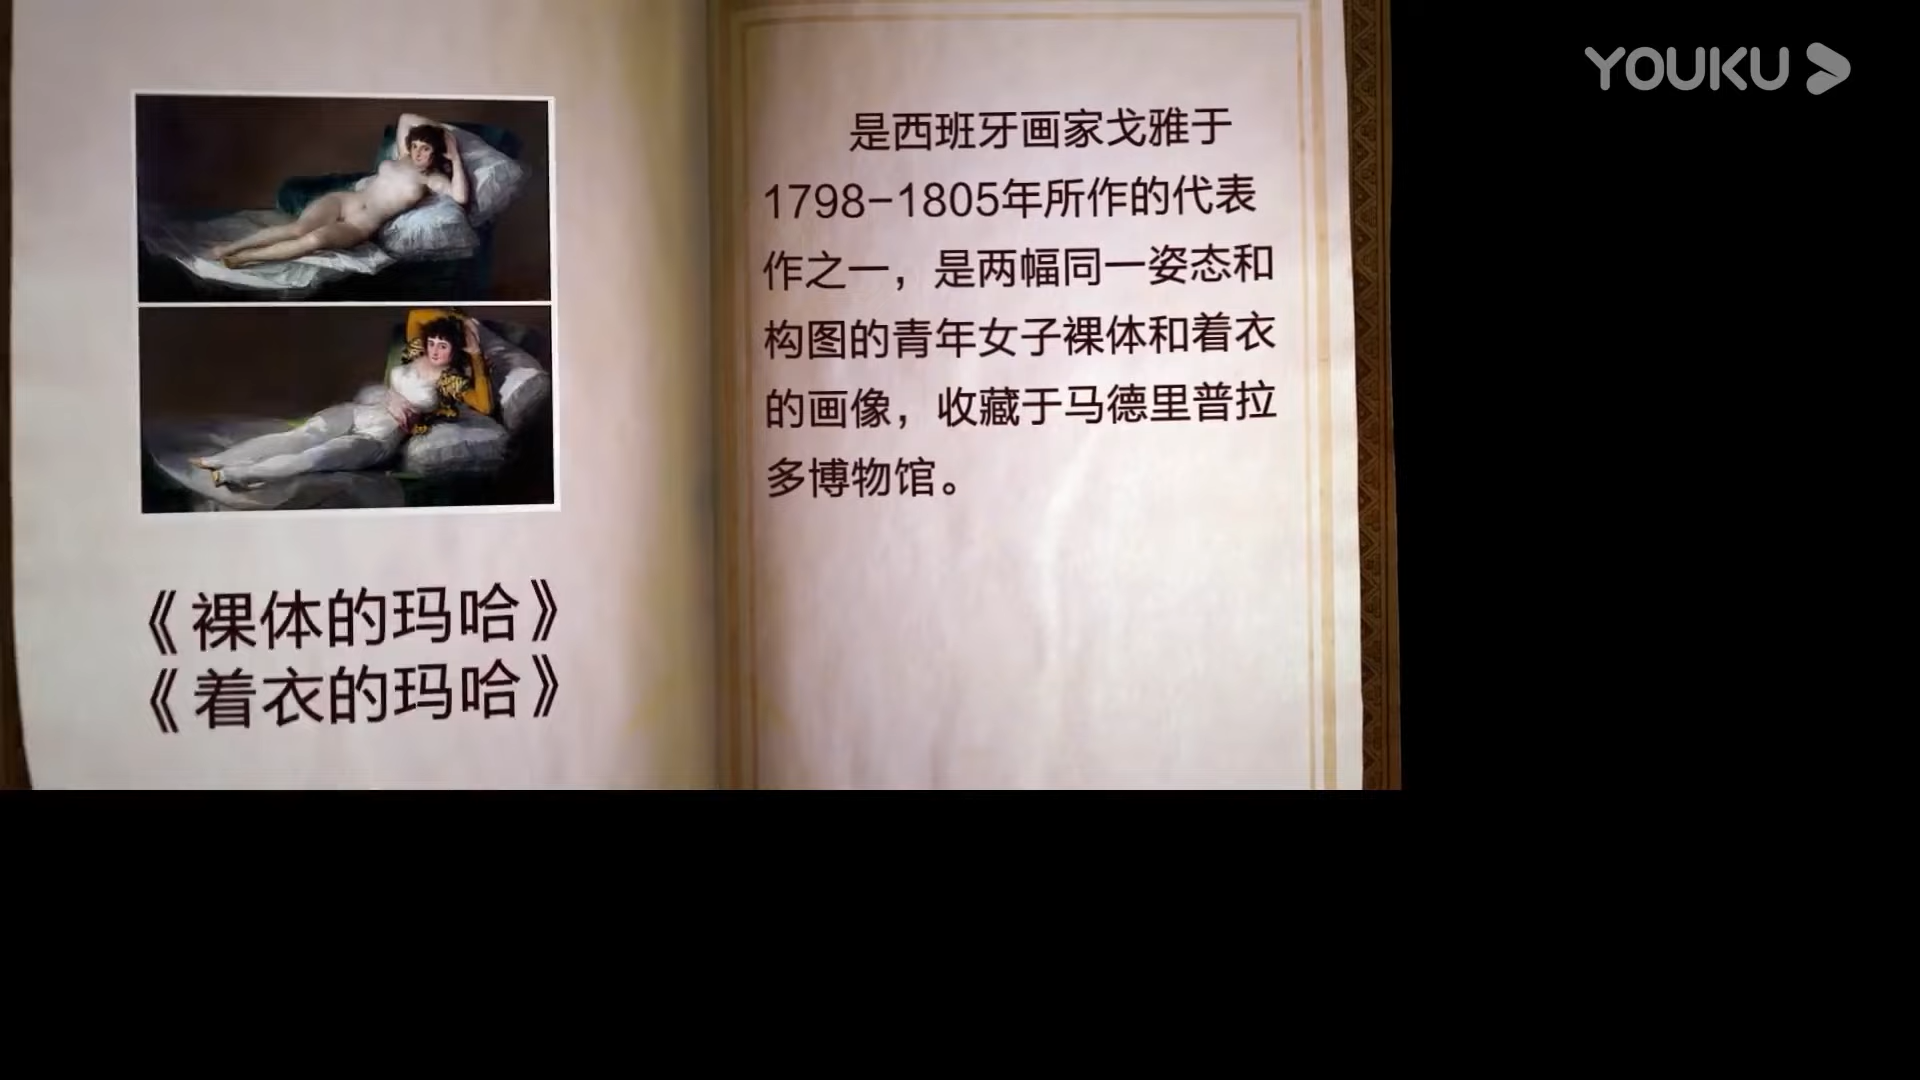 YOUKU
是西班牙画家戈雅于
1798-1805年所作的代表
作之一，是两幅同一姿态和
构图的青年女子裸体和着衣
的画像，收藏于马德里普拉
多博物馆。
《裸体的玛哈》
《着衣的玛哈》